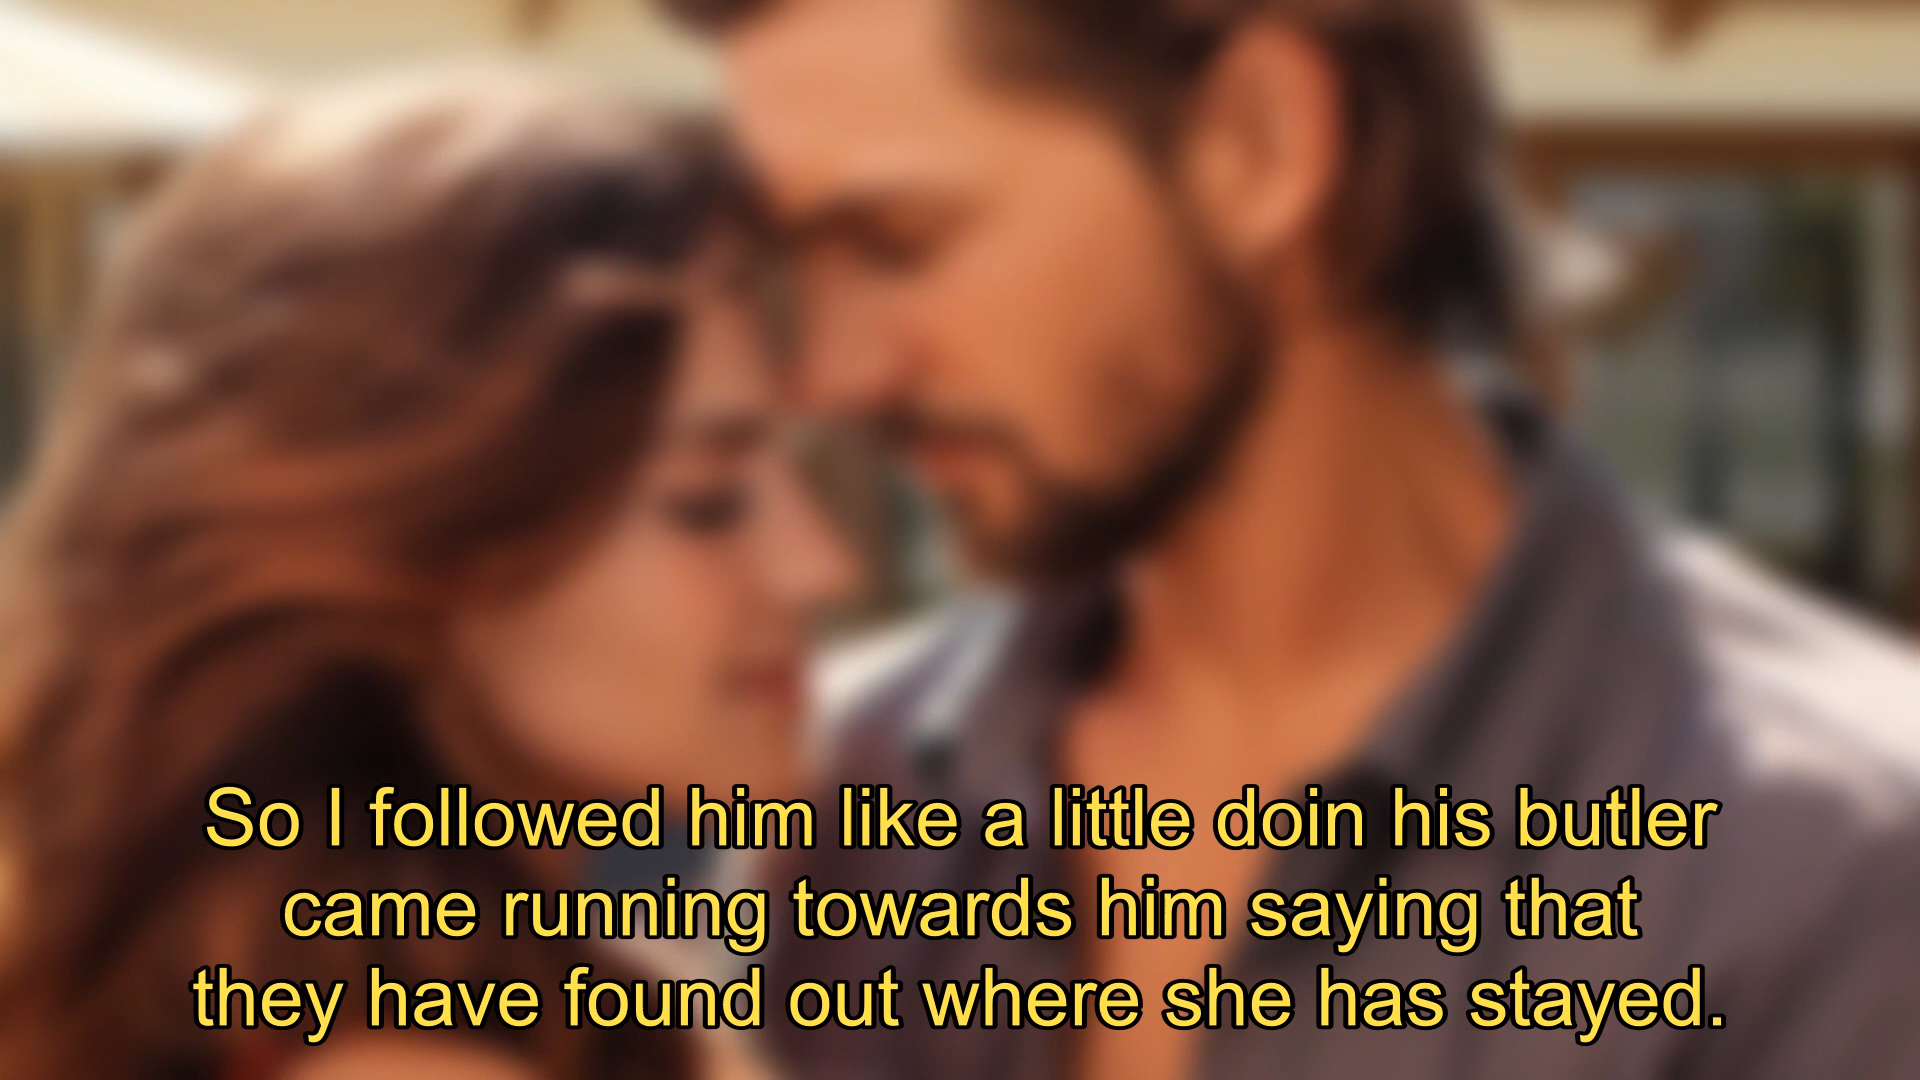 So I followed him like a little doin his butler
came running towards him saying that
they have found out where she has stayed.